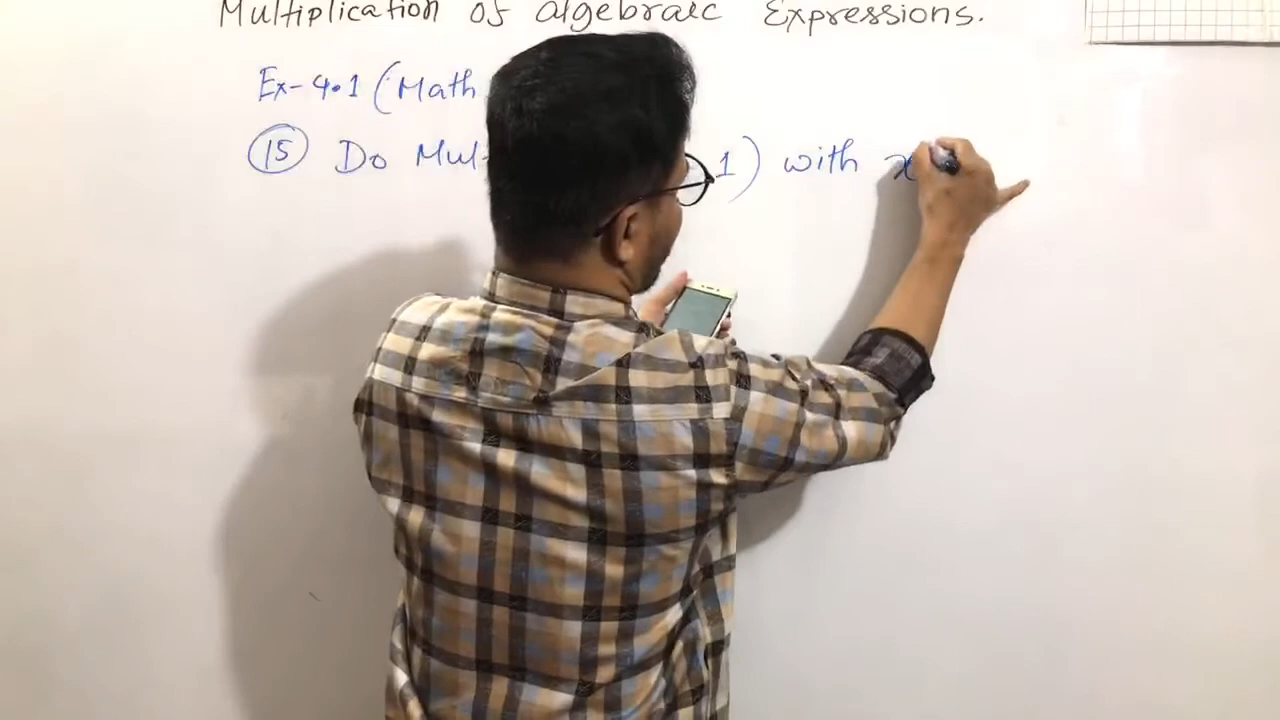 Multiplication of algebraic Expressions.
Ex-4.1 (Math
15 Do Mul- 1) with x